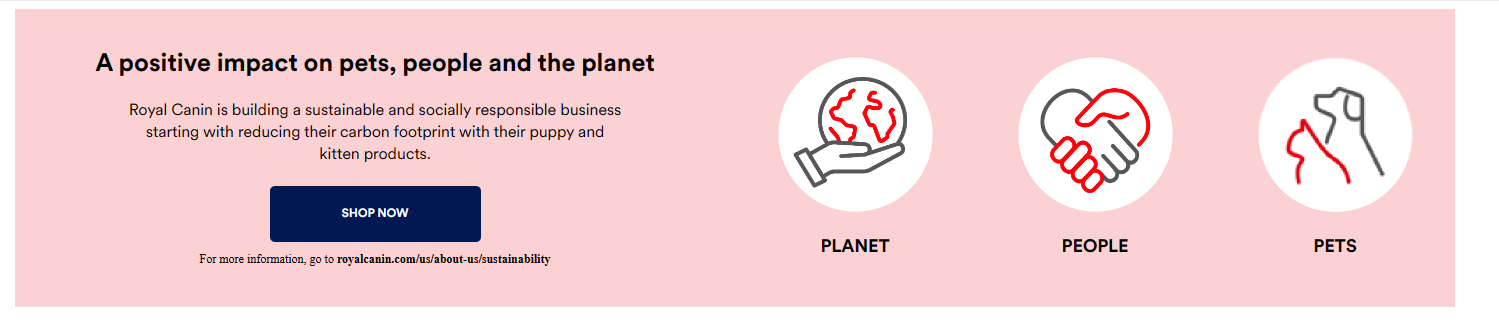 A positive impact on pets, people and the planet
Royal Canin is building a sustainable and socially responsible business
starting with reducing their carbon footprint with their puppy and
kitten products.
SHOP NOW
For more information, go to royalcanin.com/us/about-us/sustainability
PLANET
PEOPLE
PETS